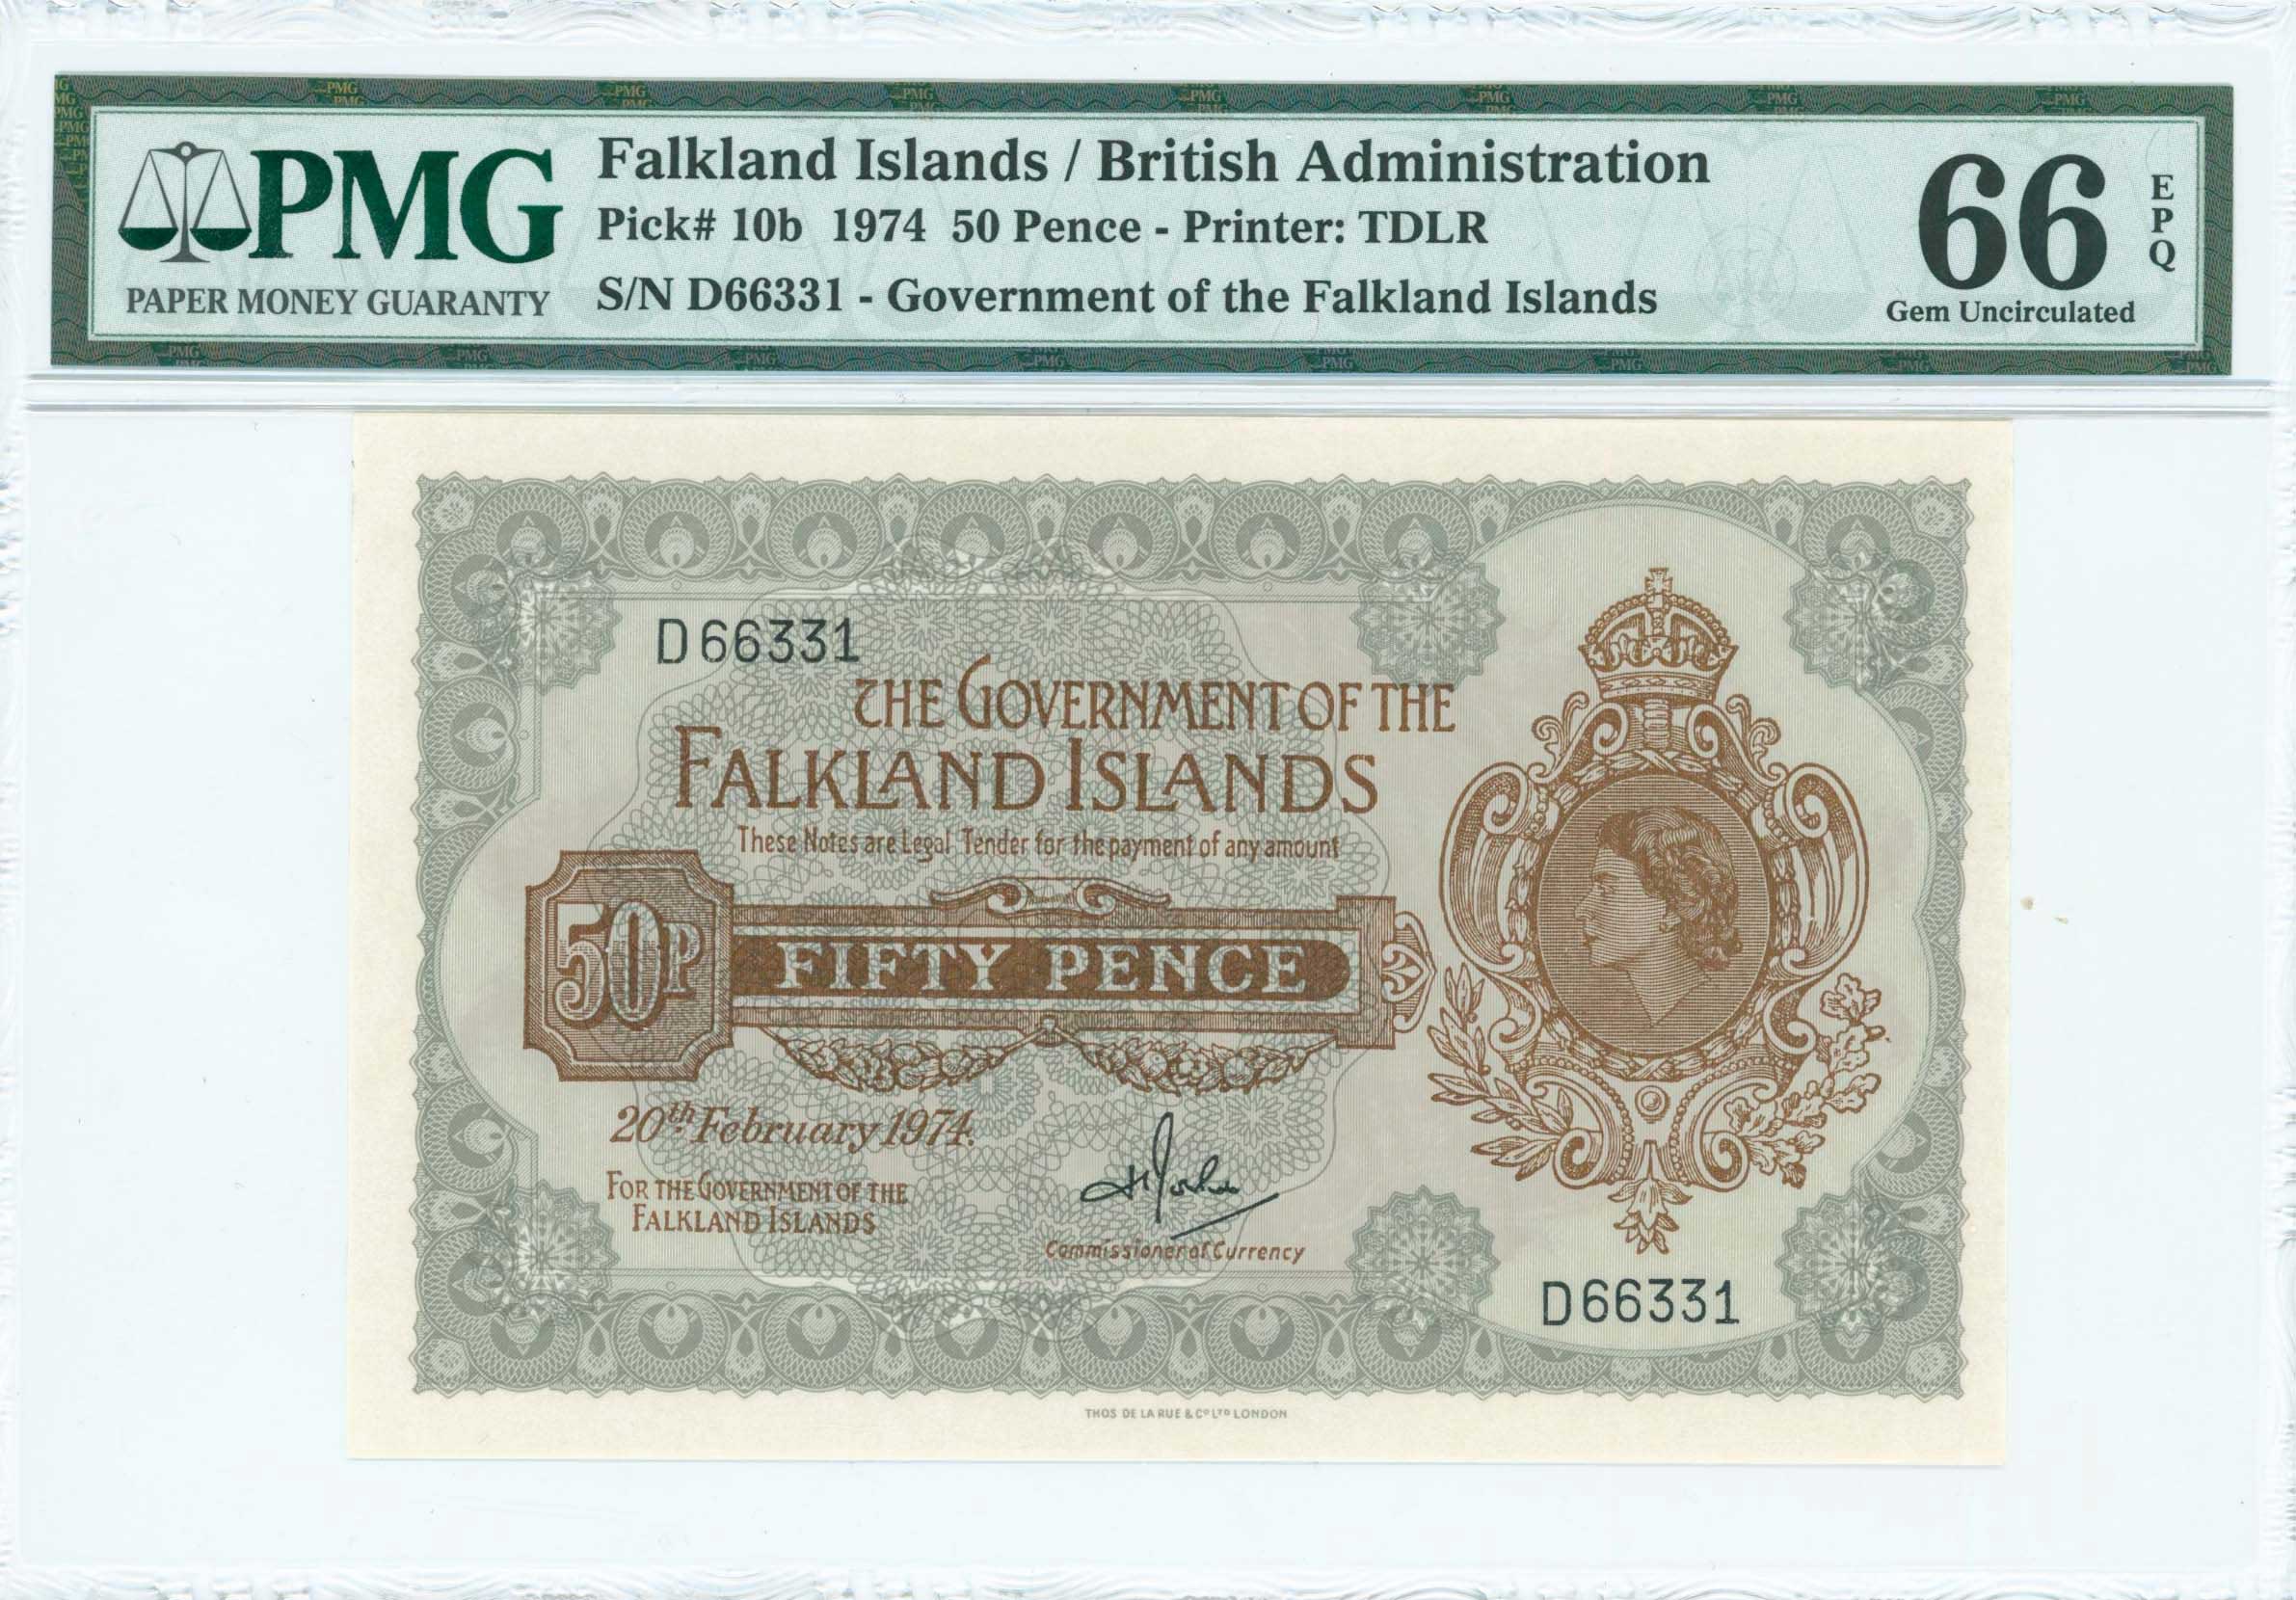 PMG
PAPER MONEY GUARANTY
Falkland Islands / British Administration
Pick# 10b 1974 50 Pence - Printer: TDLR
S/N D66331 - Government of the Falkland Islands
66
EPQ
Gem Uncirculated
D66331
THE GOVERNMENT OF THE
FALKLAND ISLANDS
These Notes are Legal Tender for the payment of any amount
50P
FIFTY PENCE
20th February 1974.
FOR THE GOVERNMENT OF THE
FALKLAND ISLANDS
Commissioner of Currency
D66331
THOS DE LA RUE & Co LTD LONDON